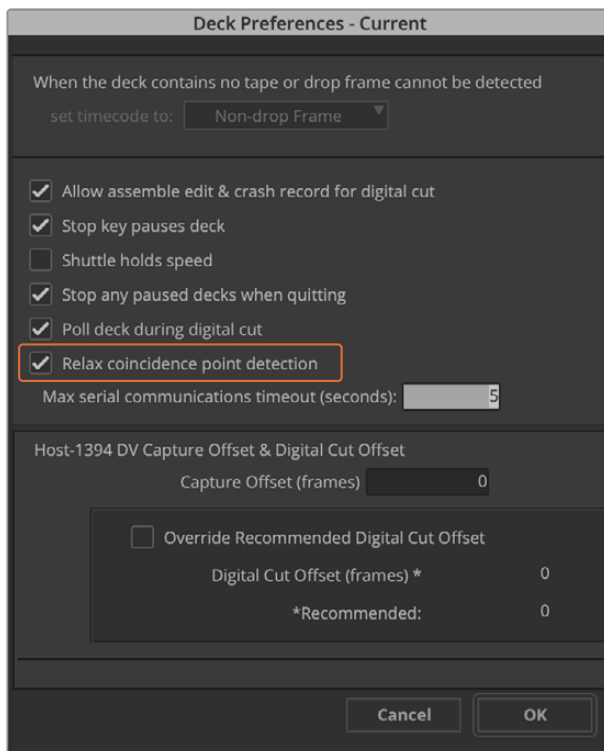 Deck Preferences - Current
When the deck contains no tape or drop frame cannot be detected
set timecode to: Non-drop Frame
Allow assemble edit & crash record for digital cut
Stop key pauses deck
Shuttle holds speed
Stop any paused decks when quitting
Poll deck during digital cut
Relax coincidence point detection
Max serial communications timeout (seconds): 5
Host-1394 DV Capture Offset & Digital Cut Offset
Capture Offset (frames) 0
Override Recommended Digital Cut Offset
Digital Cut Offset (frames) * 0
*Recommended: 0
Cancel OK